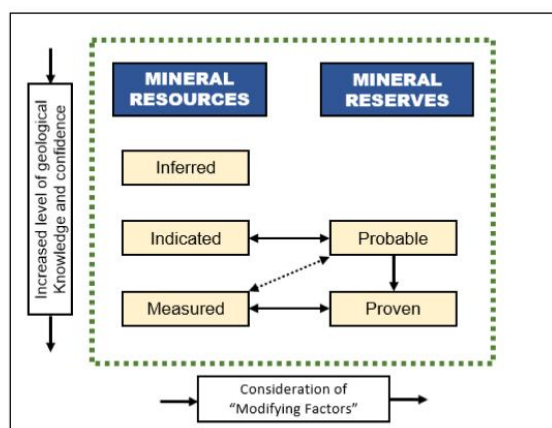 Increased level of geological
Knowledge and confidence
MINERAL
RESOURCES
MINERAL
RESERVES
Inferred
Indicated
Probable
Measured
Proven
Consideration of
“Modifying Factors”